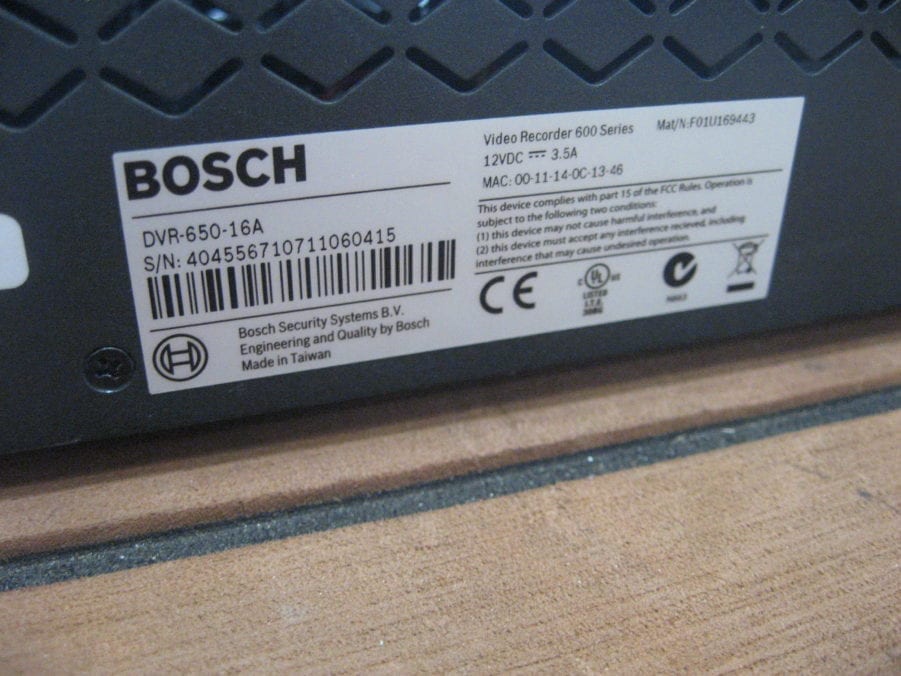 BOSCH
DVR-650-16A
S/N: 404556710711060415
Bosch Security Systems B.V.
Engineering and Quality by Bosch
Made in Taiwan
Video Recorder 600 Series Mat/N:F01U169443
12VDC 3.5A
MAC: 00-11-14-0C-13-46
This device complies with part 15 of the FCC Rules. Operation is
subject to the following two conditions:
(1) this device may not cause harmful interference, and
(2) this device must accept any interference recieved, including
interference that may cause undesired operation.
CE
C UL US
LISTED
I.T.E.